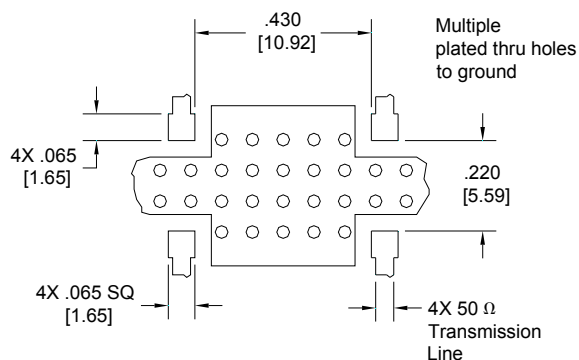 .430
[10.92]
Multiple
plated thru holes
to ground
4X .065
[1.65]
.220
[5.59]
4X .065 SQ
[1.65]
4X 50 Ω
Transmission
Line